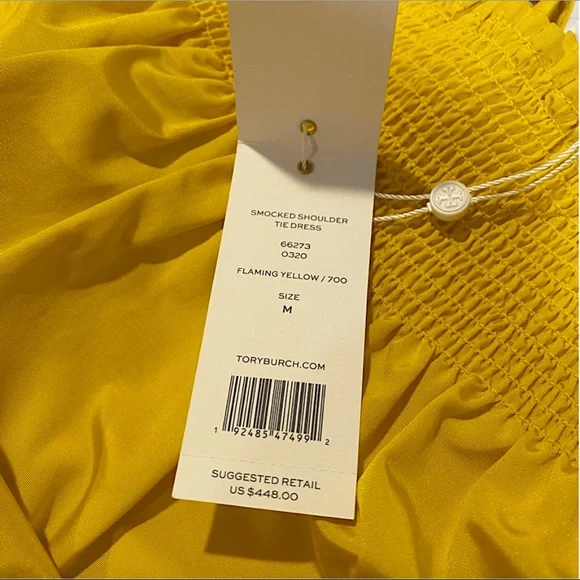 SMOCKED SHOULDER
TIE DRESS
66273
0320
FLAMING YELLOW / 700
SIZE
M
TORYBURCH.COM
1 92485 47499 2
SUGGESTED RETAIL
US $448.00